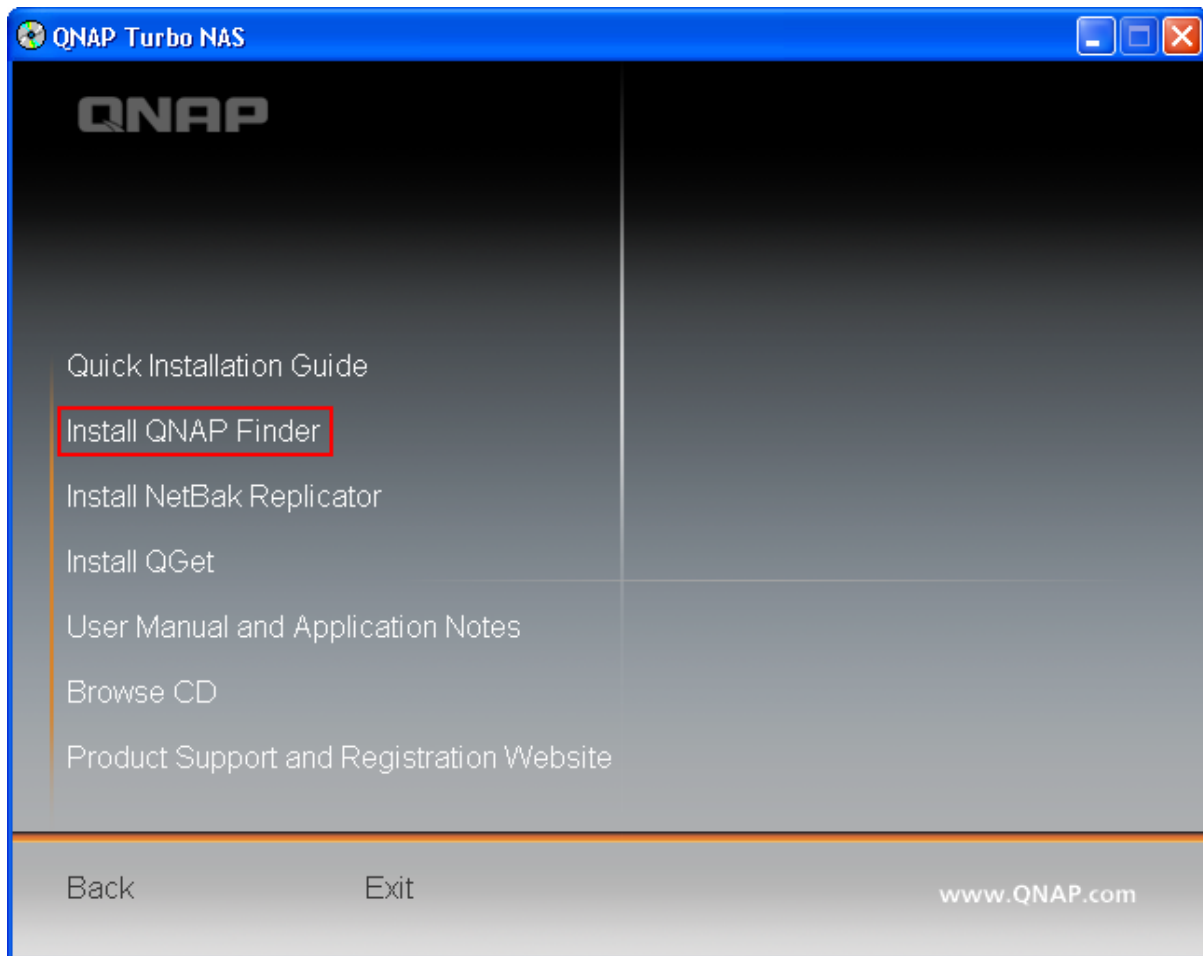 QNAP Turbo NAS
QNAP
Quick Installation Guide
Install QNAP Finder
Install NetBak Replicator
Install QGet
User Manual and Application Notes
Browse CD
Product Support and Registration Website
Back
Exit
www.QNAP.com